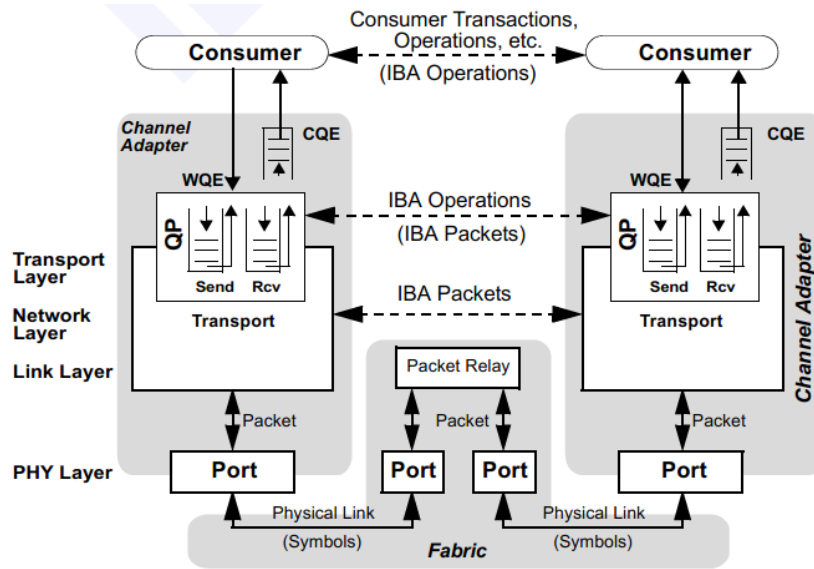 Consumer Transactions,
Operations, etc.
(IBA Operations)
Consumer
Consumer
Channel
Adapter
CQE
CQE
WQE
WQE
IBA Operations
(IBA Packets)
QP
Send
Rcv
QP
Send
Rcv
Transport
Layer
Network
Layer
Link Layer
PHY Layer
Transport
IBA Packets
Transport
Channel Adapter
Packet Relay
Packet
Packet
Packet
Port
Port
Port
Port
Physical Link
(Symbols)
Physical Link
(Symbols)
Fabric